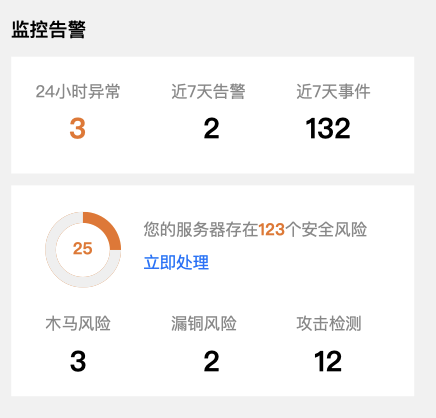 监控告警
24小时异常 近7天告警 近7天事件
3 2 132
您的服务器存在123个安全风险
25
立即处理
木马风险 漏铜风险 攻击检测
3 2 12